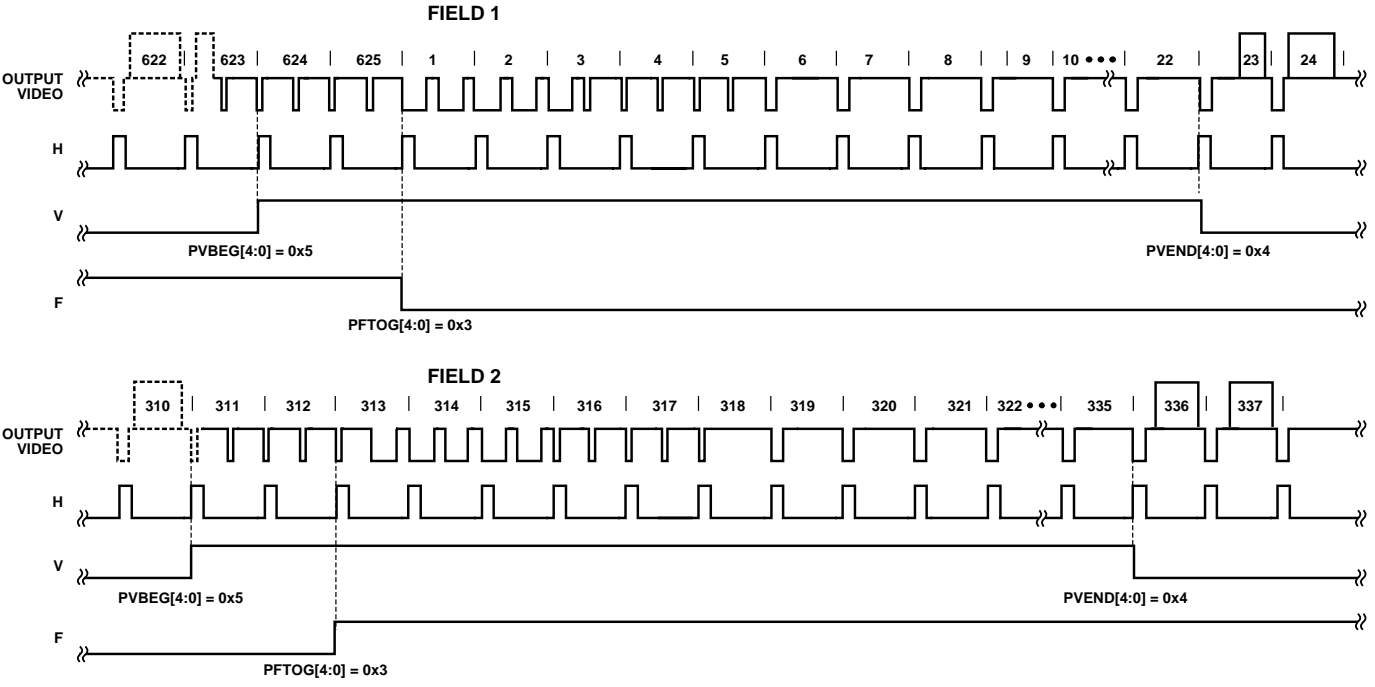 FIELD 1
622 623 624 625 1 2 3 4 5 6 7 8 9 10 ••• 22 23 24
OUTPUT
VIDEO
H
V
PVBEG[4:0] = 0x5 PVEND[4:0] = 0x4
F
PFTOG[4:0] = 0x3
FIELD 2
310 311 312 313 314 315 316 317 318 319 320 321 322 ••• 335 336 337
OUTPUT
VIDEO
H
V
PVBEG[4:0] = 0x5 PVEND[4:0] = 0x4
F
PFTOG[4:0] = 0x3